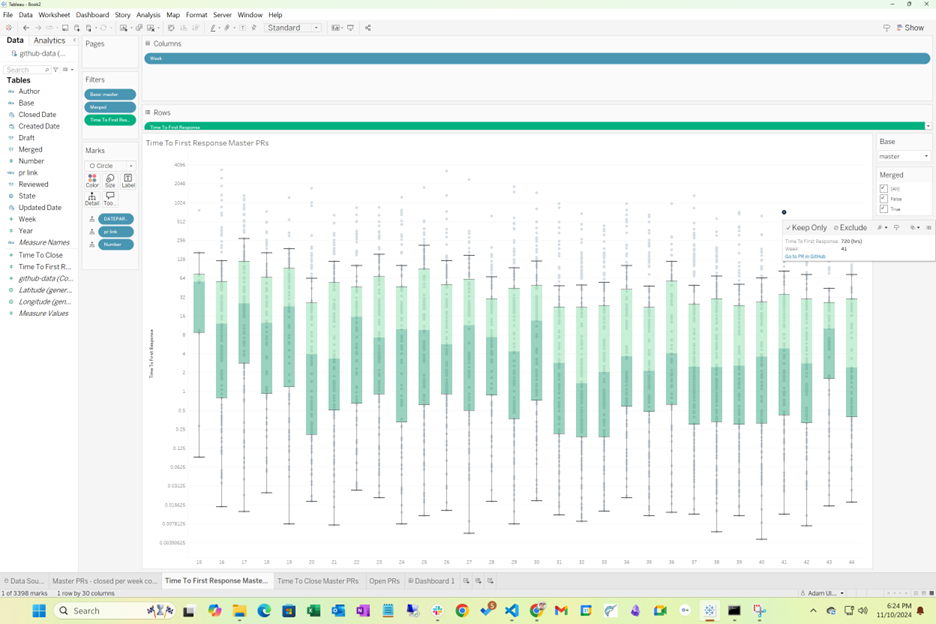 Tableau - Book2
File Data Worksheet Dashboard Story Analysis Map Format Server Window Help
Standard
Show
Data Analytics
github-data (...
Search
Tables
Author
Base
Closed Date
Created Date
Draft
Merged
Number
pr link
Reviewed
State
Updated Date
Week
Year
Measure Names
Time To Close
Time To First R...
github-data (Co...
Latitude (gener...
Longitude (gen...
Measure Values
Pages
Filters
Base: master
Merged
Time To First Res...
Marks
Circle
Color Size Label
Detail Too...
DATEPAR...
pr link
Number
Columns
Week
Rows
Time To First Response
Time To First Response Master PRs
Time To First Response
4096
2048
1024
512
256
128
64
32
16
8
4
2
1
0.5
0.25
0.125
0.0625
0.03125
0.015625
0.0078125
0.00390625
15 16 17 18 19 20 21 22 23 24 25 26 27 28 29 30 31 32 33 34 35 36 37 38 39 40 41 42 43 44
Base
master
Merged
(All)
False
True
Keep Only Exclude
Time To First Response: 720 (hrs)
Week: 41
Go to PR in GitHub
Data Sou... Master PRs - closed per week co... Time To First Response Maste... Time To Close Master PRs Open PRs Dashboard 1
1 of 3398 marks 1 row by 30 columns
Adam Ul...
Search
6:24 PM
11/10/2024